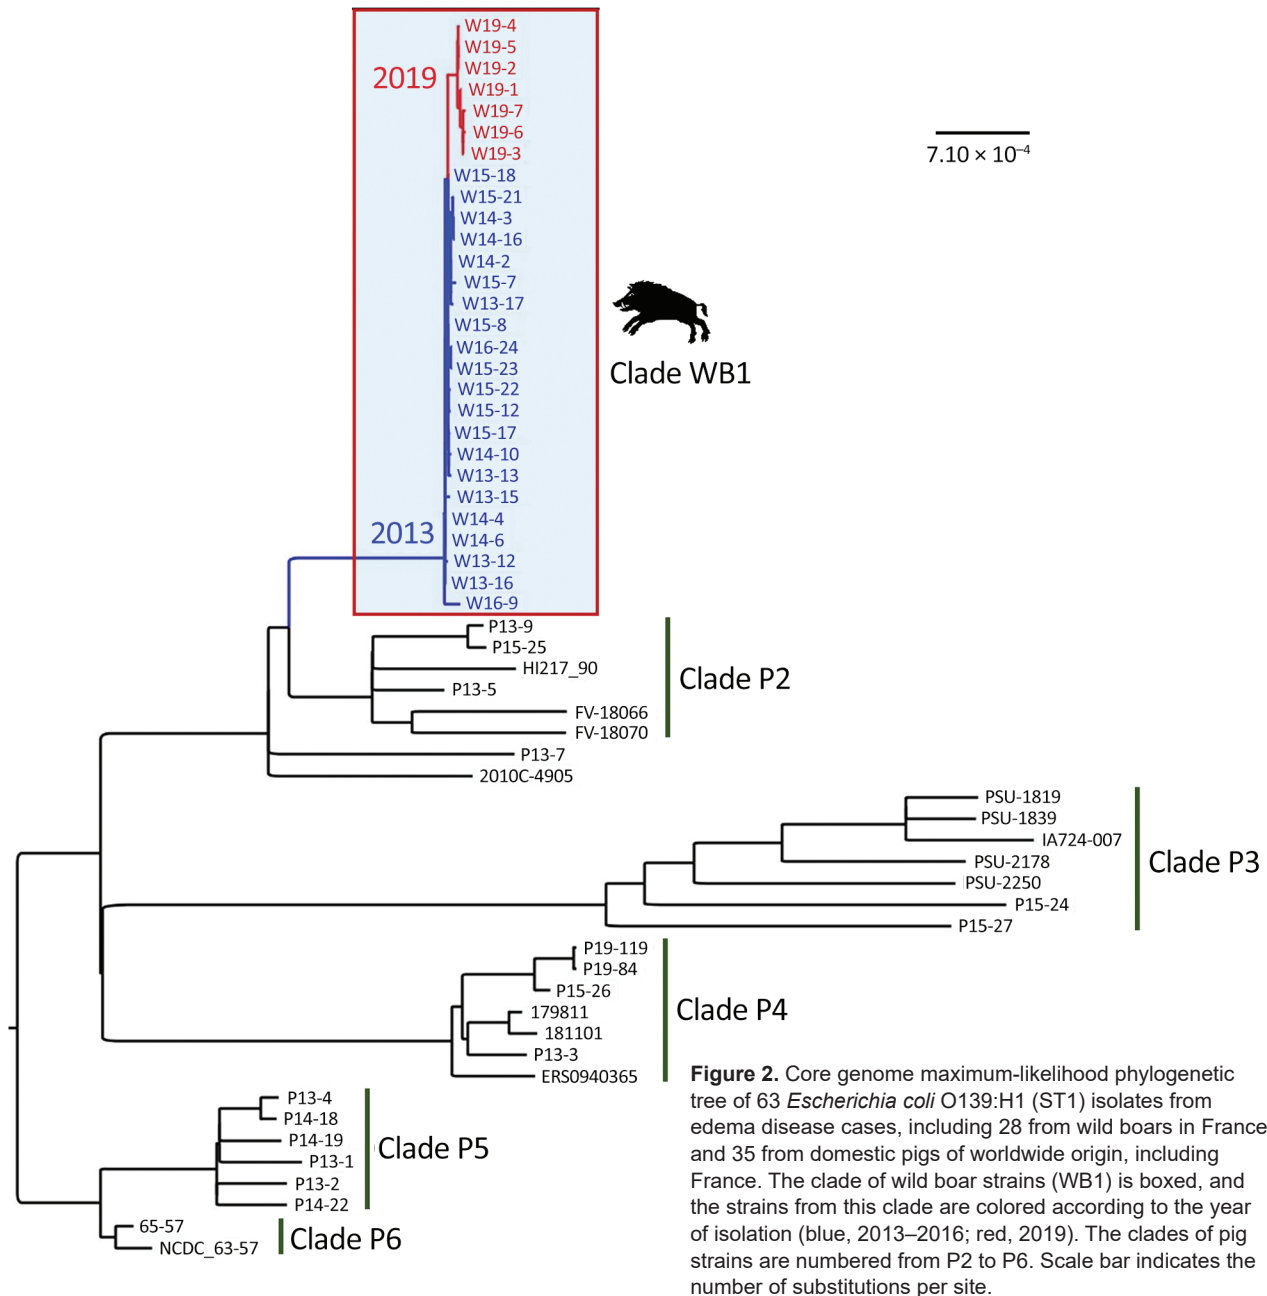 W19-4
W19-5
W19-2
2019
W19-1
W19-7
W19-6
W19-3
7.10 × 10⁻⁴
W15-18
W15-21
W14-3
W14-16
W14-2
W15-7
W13-17
W15-8
W16-24
W15-23
Clade WB1
W15-22
W15-12
W15-17
W14-10
W13-13
W13-15
W14-4
2013
W14-6
W13-12
W13-16
W16-9
P13-9
P15-25
HI217_90
Clade P2
P13-5
FV-18066
FV-18070
P13-7
2010C-4905
PSU-1819
PSU-1839
IA724-007
PSU-2178
Clade P3
PSU-2250
P15-24
P15-27
P19-119
P19-84
P15-26
Clade P4
179811
181101
P13-3
ERS0940365
P13-4
P14-18
P14-19
Clade P5
P13-1
P13-2
P14-22
65-57
Clade P6
NCDC_63-57
Figure 2. Core genome maximum-likelihood phylogenetic
tree of 63 Escherichia coli O139:H1 (ST1) isolates from
edema disease cases, including 28 from wild boars in France
and 35 from domestic pigs of worldwide origin, including
France. The clade of wild boar strains (WB1) is boxed, and
the strains from this clade are colored according to the year
of isolation (blue, 2013–2016; red, 2019). The clades of pig
strains are numbered from P2 to P6. Scale bar indicates the
number of substitutions per site.